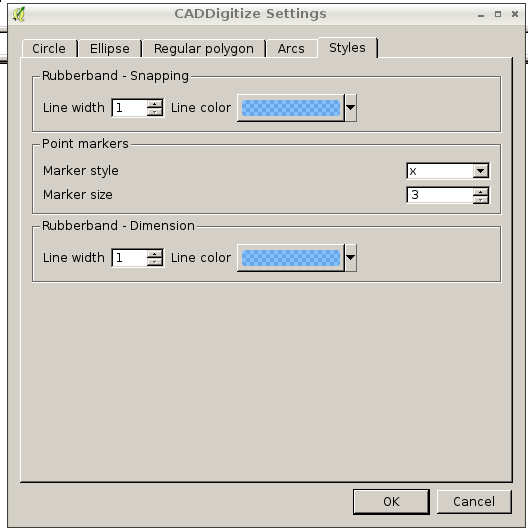 CADDigitize Settings
Circle Ellipse Regular polygon Arcs Styles
Rubberband - Snapping
Line width 1 Line color
Point markers
Marker style x
Marker size 3
Rubberband - Dimension
Line width 1 Line color
OK Cancel